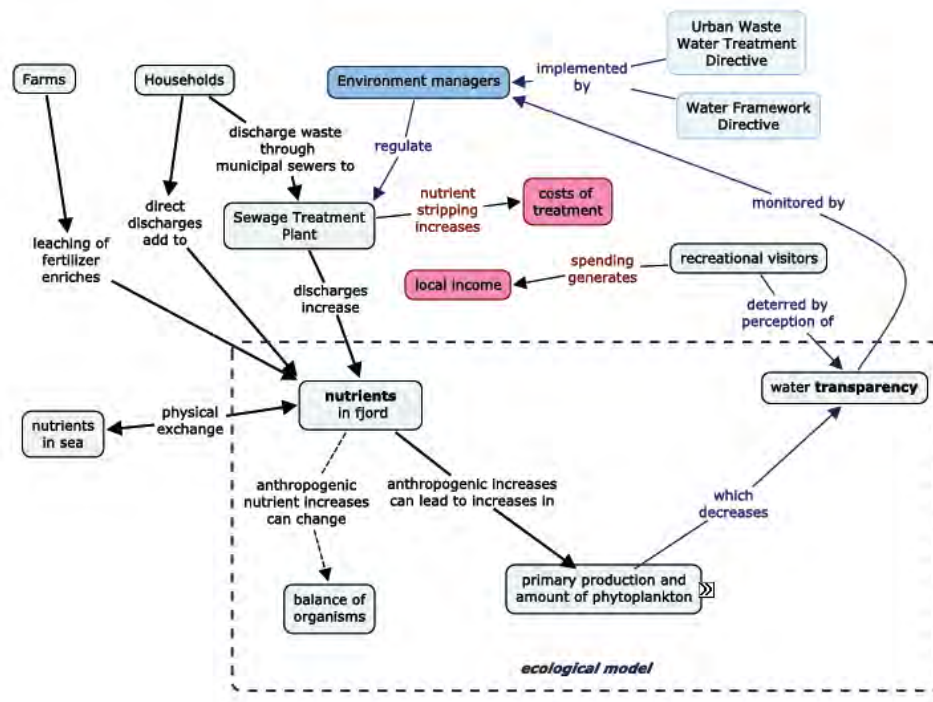 Urban Waste
Water Treatment
Directive
Farms
Households
Environment managers
implemented
by
Water Framework
Directive
discharge waste
through
municipal sewers to
regulate
direct
discharges
add to
nutrient
stripping
increases
costs of
treatment
monitored by
Sewage Treatment
Plant
leaching of
fertilizer
enriches
spending
generates
recreational visitors
local income
discharges
increase
deterred by
perception of
nutrients
in fjord
water transparency
physical
exchange
nutrients
in sea
anthropogenic
nutrient increases
can change
anthropogenic increases
can lead to increases in
which
decreases
primary production and
amount of phytoplankton
balance of
organisms
ecological model